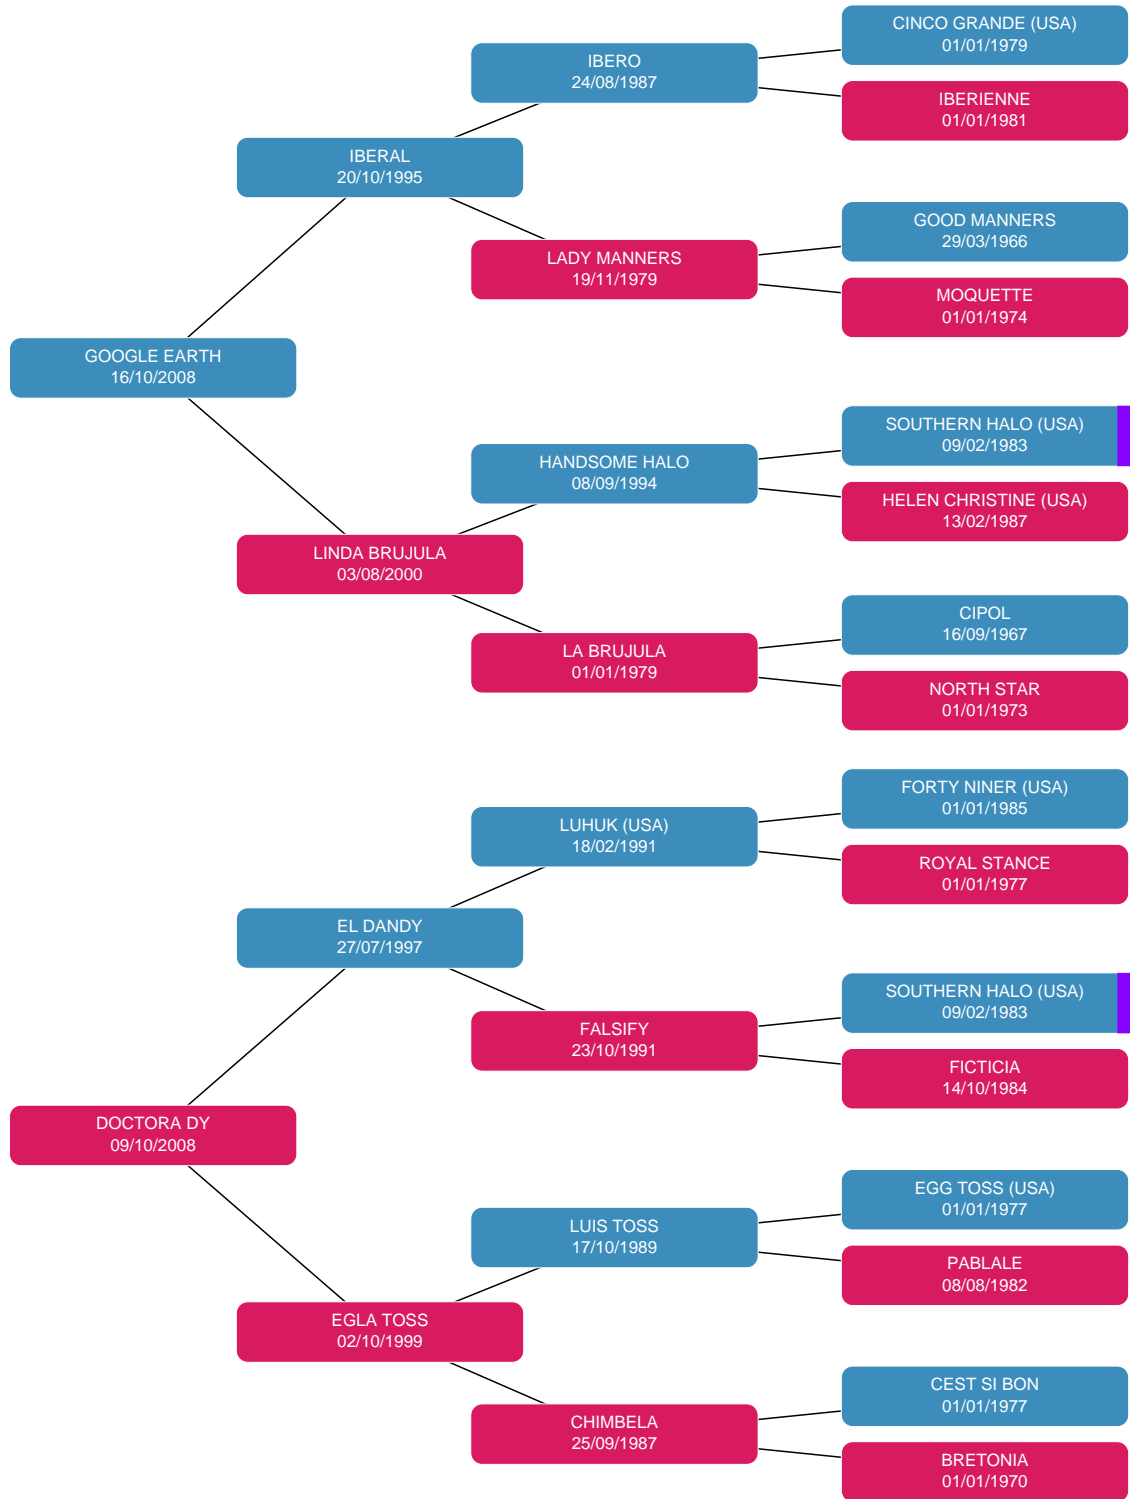 CINCO GRANDE (USA)
01/01/1979
IBERO
24/08/1987
IBERIENNE
01/01/1981
IBERAL
20/10/1995
GOOD MANNERS
29/03/1966
LADY MANNERS
19/11/1979
MOQUETTE
01/01/1974
GOOGLE EARTH
16/10/2008
SOUTHERN HALO (USA)
09/02/1983
HANDSOME HALO
08/09/1994
HELEN CHRISTINE (USA)
13/02/1987
LINDA BRUJULA
03/08/2000
CIPOL
16/09/1967
LA BRUJULA
01/01/1979
NORTH STAR
01/01/1973
FORTY NINER (USA)
01/01/1985
LUHUK (USA)
18/02/1991
ROYAL STANCE
01/01/1977
EL DANDY
27/07/1997
SOUTHERN HALO (USA)
09/02/1983
FALSIFY
23/10/1991
FICTICIA
14/10/1984
DOCTORA DY
09/10/2008
EGG TOSS (USA)
01/01/1977
LUIS TOSS
17/10/1989
PABLALE
08/08/1982
EGLA TOSS
02/10/1999
CEST SI BON
01/01/1977
CHIMBELA
25/09/1987
BRETONIA
01/01/1970